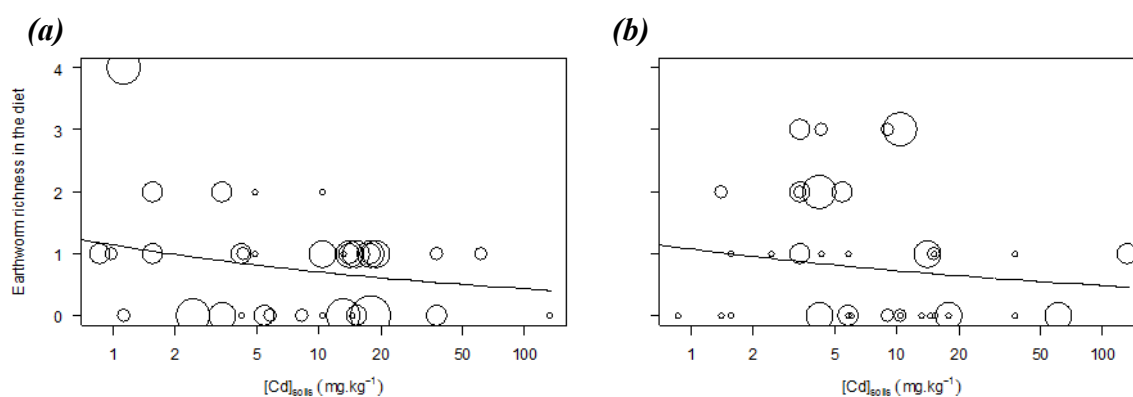 (a)
(b)
Earthworm richness in the diet
4
3
2
1
0
1 2 5 10 20 50 100
1 2 5 10 20 50 100
[Cd]soils (mg.kg⁻¹)
[Cd]soils (mg.kg⁻¹)